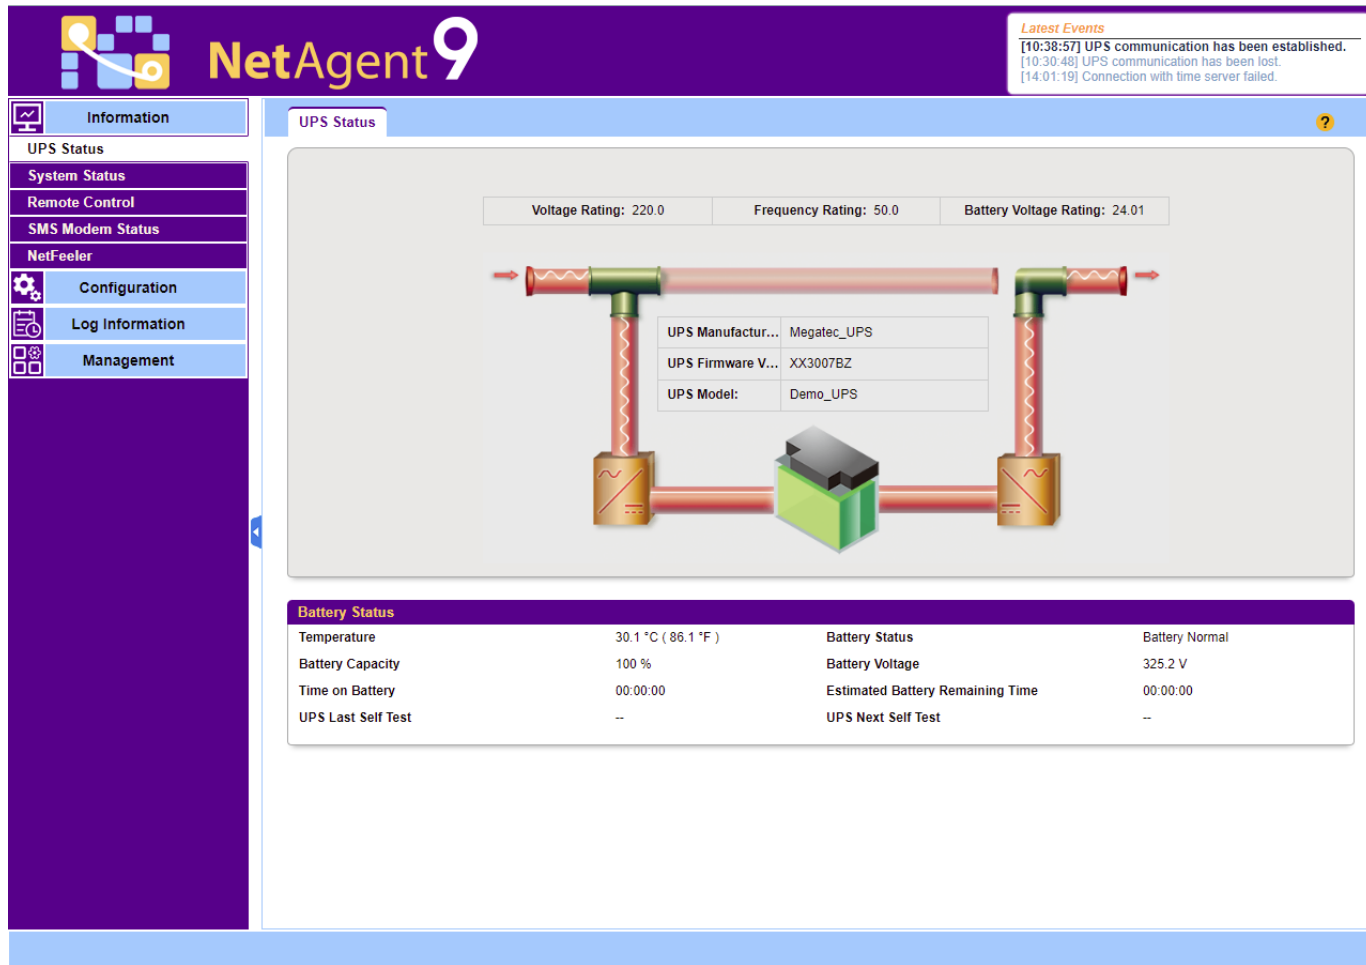 NetAgent 9
Latest Events
[10:38:57] UPS communication has been established.
[10:30:48] UPS communication has been lost.
[14:01:19] Connection with time server failed.
Information
UPS Status
System Status
Remote Control
SMS Modem Status
NetFeeler
Configuration
Log Information
Management
UPS Status
?
Voltage Rating: 220.0 Frequency Rating: 50.0 Battery Voltage Rating: 24.01
UPS Manufactur... Megatec_UPS
UPS Firmware V... XX3007BZ
UPS Model: Demo_UPS
Battery Status
Temperature 30.1 °C ( 86.1 °F ) Battery Status Battery Normal
Battery Capacity 100 % Battery Voltage 325.2 V
Time on Battery 00:00:00 Estimated Battery Remaining Time 00:00:00
UPS Last Self Test -- UPS Next Self Test --